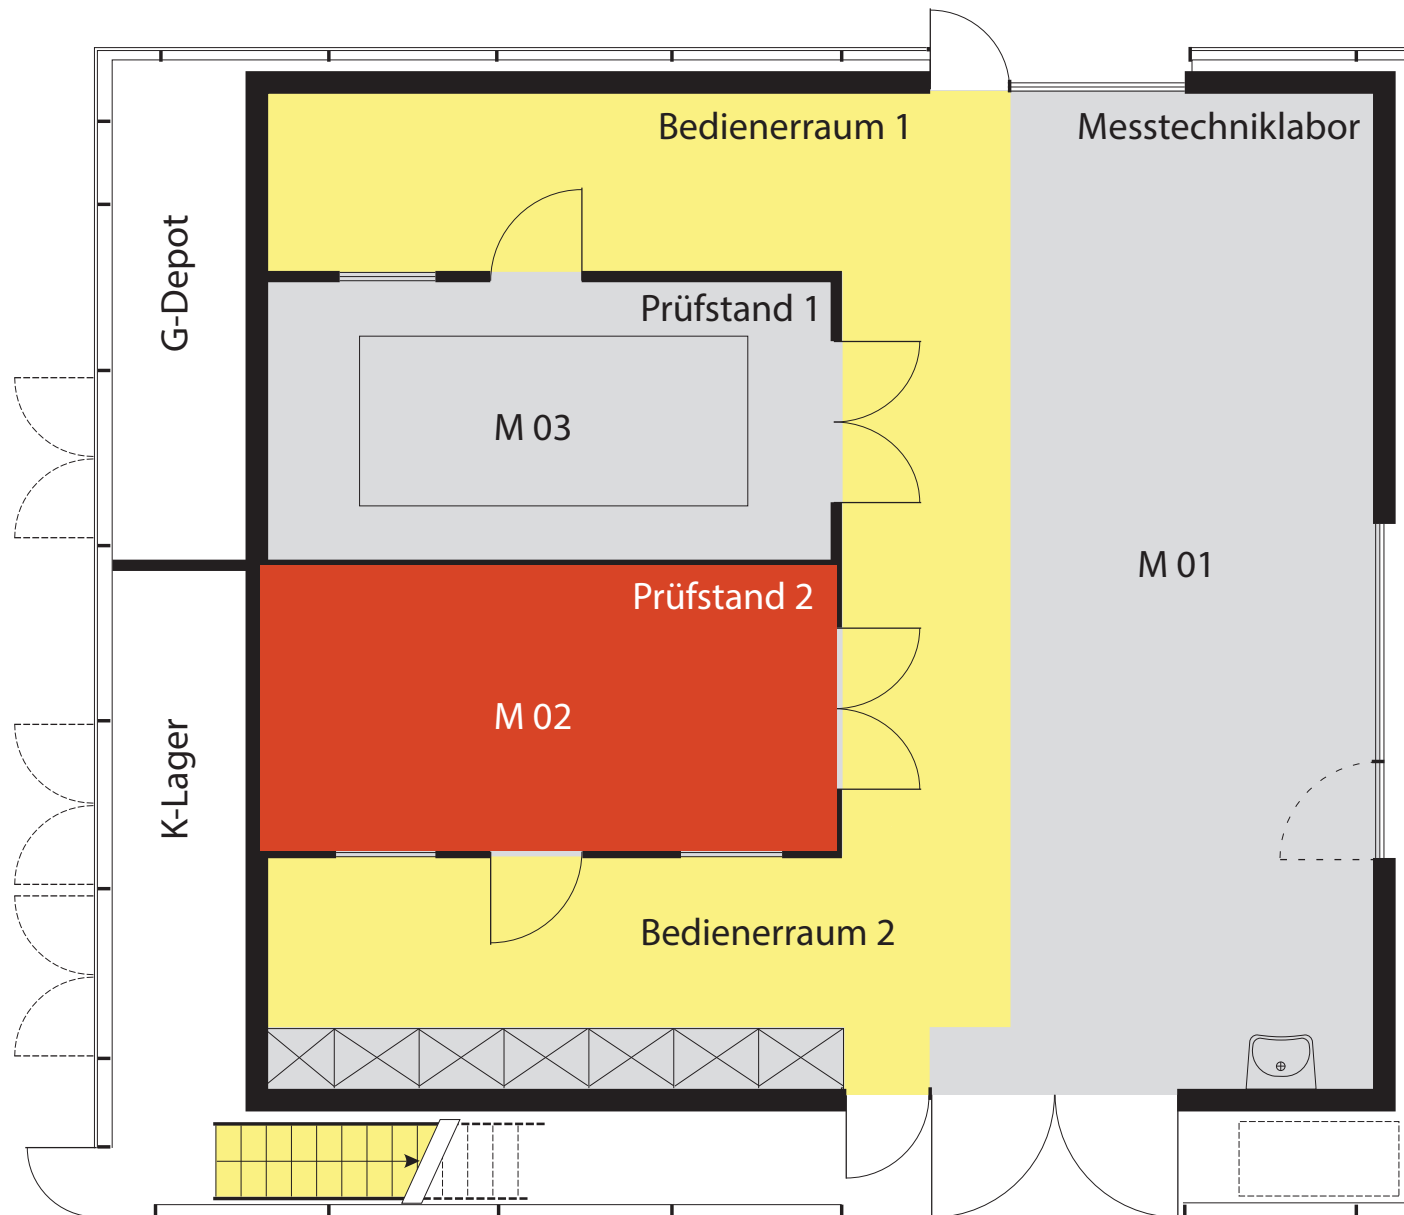 Bedienerraum 1
Messtechniklabor
G-Depot
Prüfstand 1
M 03
M 01
Prüfstand 2
M 02
K-Lager
Bedienerraum 2